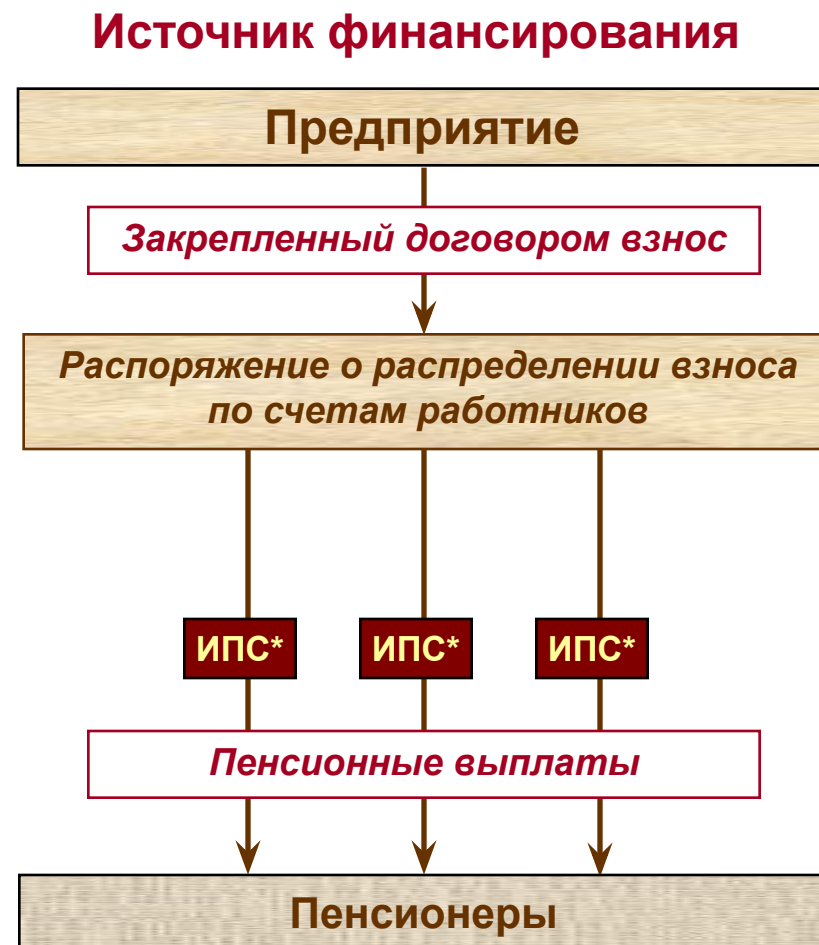 Источник финансирования
Предприятие
Закрепленный договором взнос
Распоряжение о распределении взноса
по счетам работников
ИПС* ИПС* ИПС*
Пенсионные выплаты
Пенсионеры